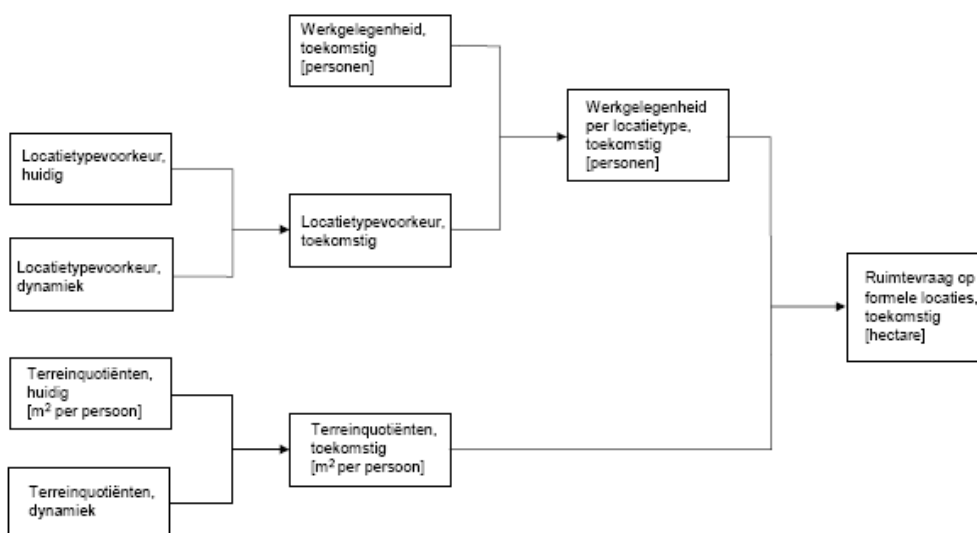 Werkgelegenheid,
toekomstig
[personen]
Werkgelegenheid
per locatietype,
toekomstig
[personen]
Locatietypevoorkeur,
huidig
Locatietypevoorkeur,
toekomstig
Locatietypevoorkeur,
dynamiek
Ruimtevraag op
formele locaties,
toekomstig
[hectare]
Terreinquotiënten,
huidig
[m² per persoon]
Terreinquotiënten,
toekomstig
[m² per persoon]
Terreinquotiënten,
dynamiek